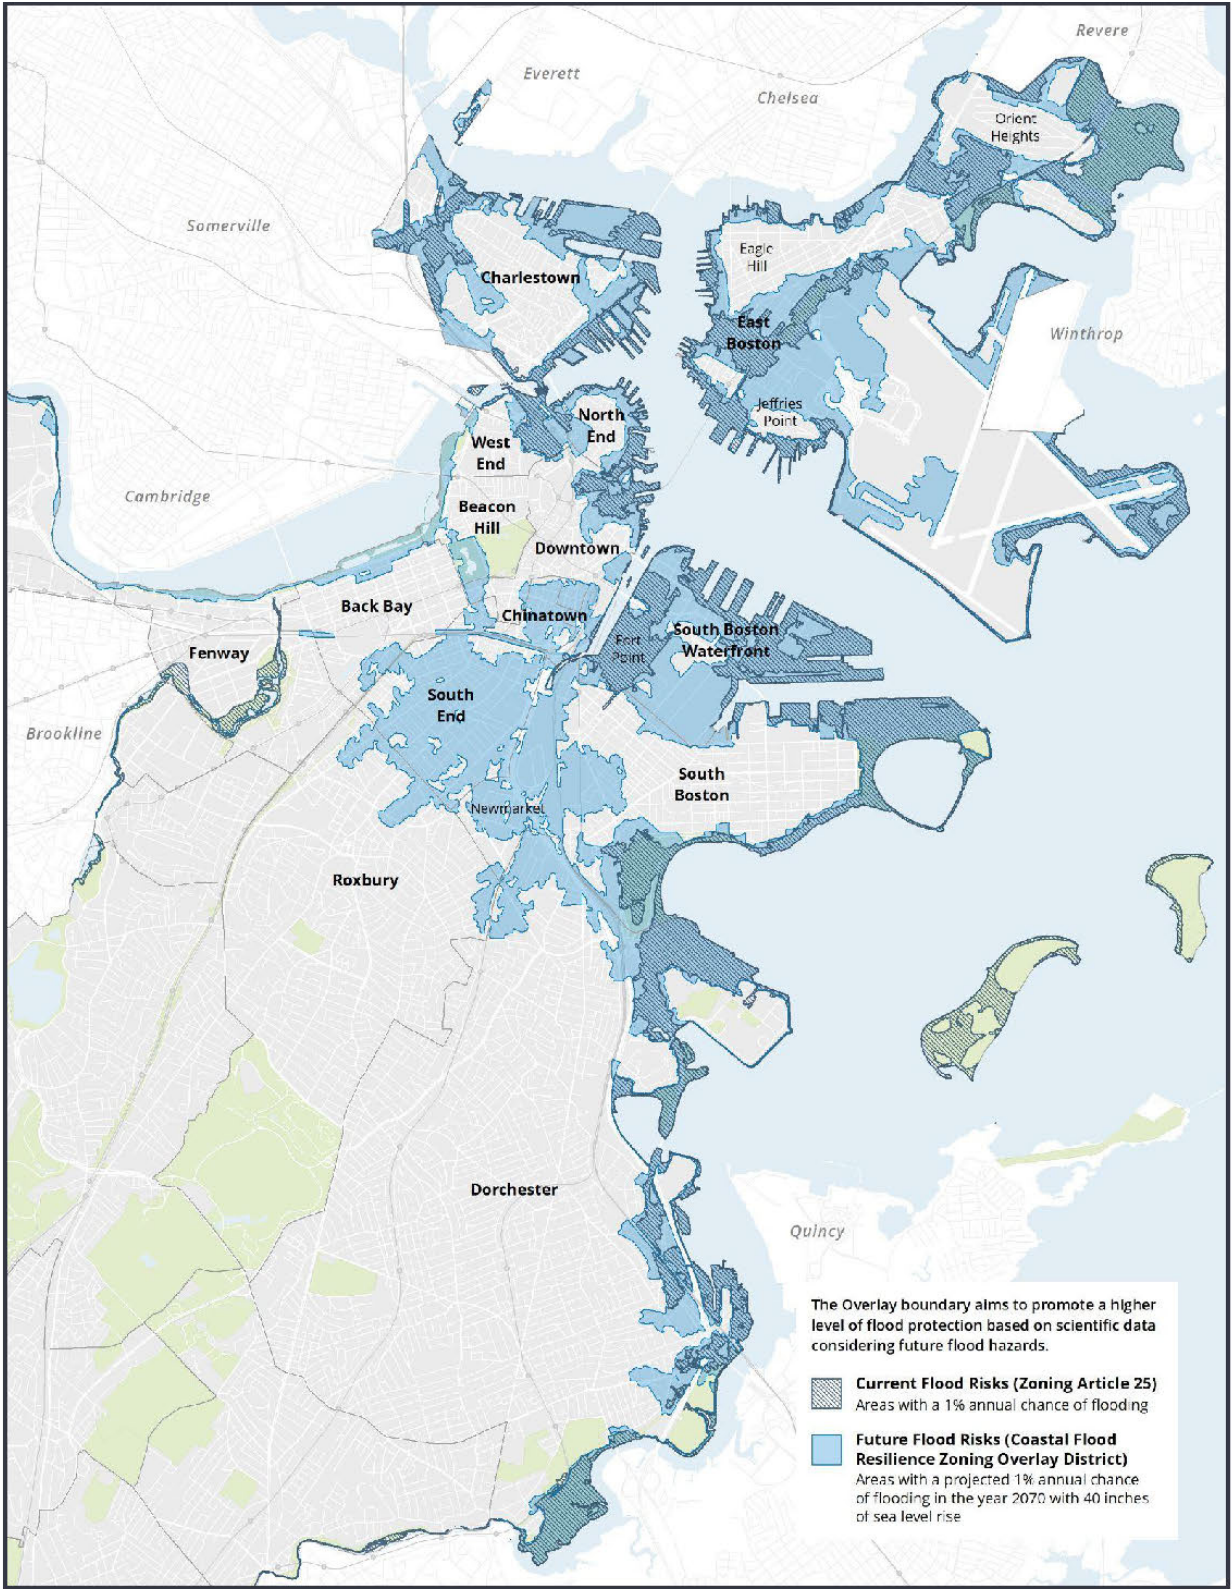 Revere
Everett
Chelsea
Orient
Heights
Somerville
Eagle
Hill
Charlestown
East
Boston
Winthrop
Jeffries
Point
North
End
West
End
Cambridge
Beacon
Hill
Downtown
Back Bay
Chinatown
South Boston
Waterfront
Fort
Point
Fenway
South
End
Brookline
South
Boston
Newmarket
Roxbury
Dorchester
Quincy
The Overlay boundary aims to promote a higher
level of flood protection based on scientific data
considering future flood hazards.
Current Flood Risks (Zoning Article 25)
Areas with a 1% annual chance of flooding
Future Flood Risks (Coastal Flood
Resilience Zoning Overlay District)
Areas with a projected 1% annual chance
of flooding in the year 2070 with 40 inches
of sea level rise